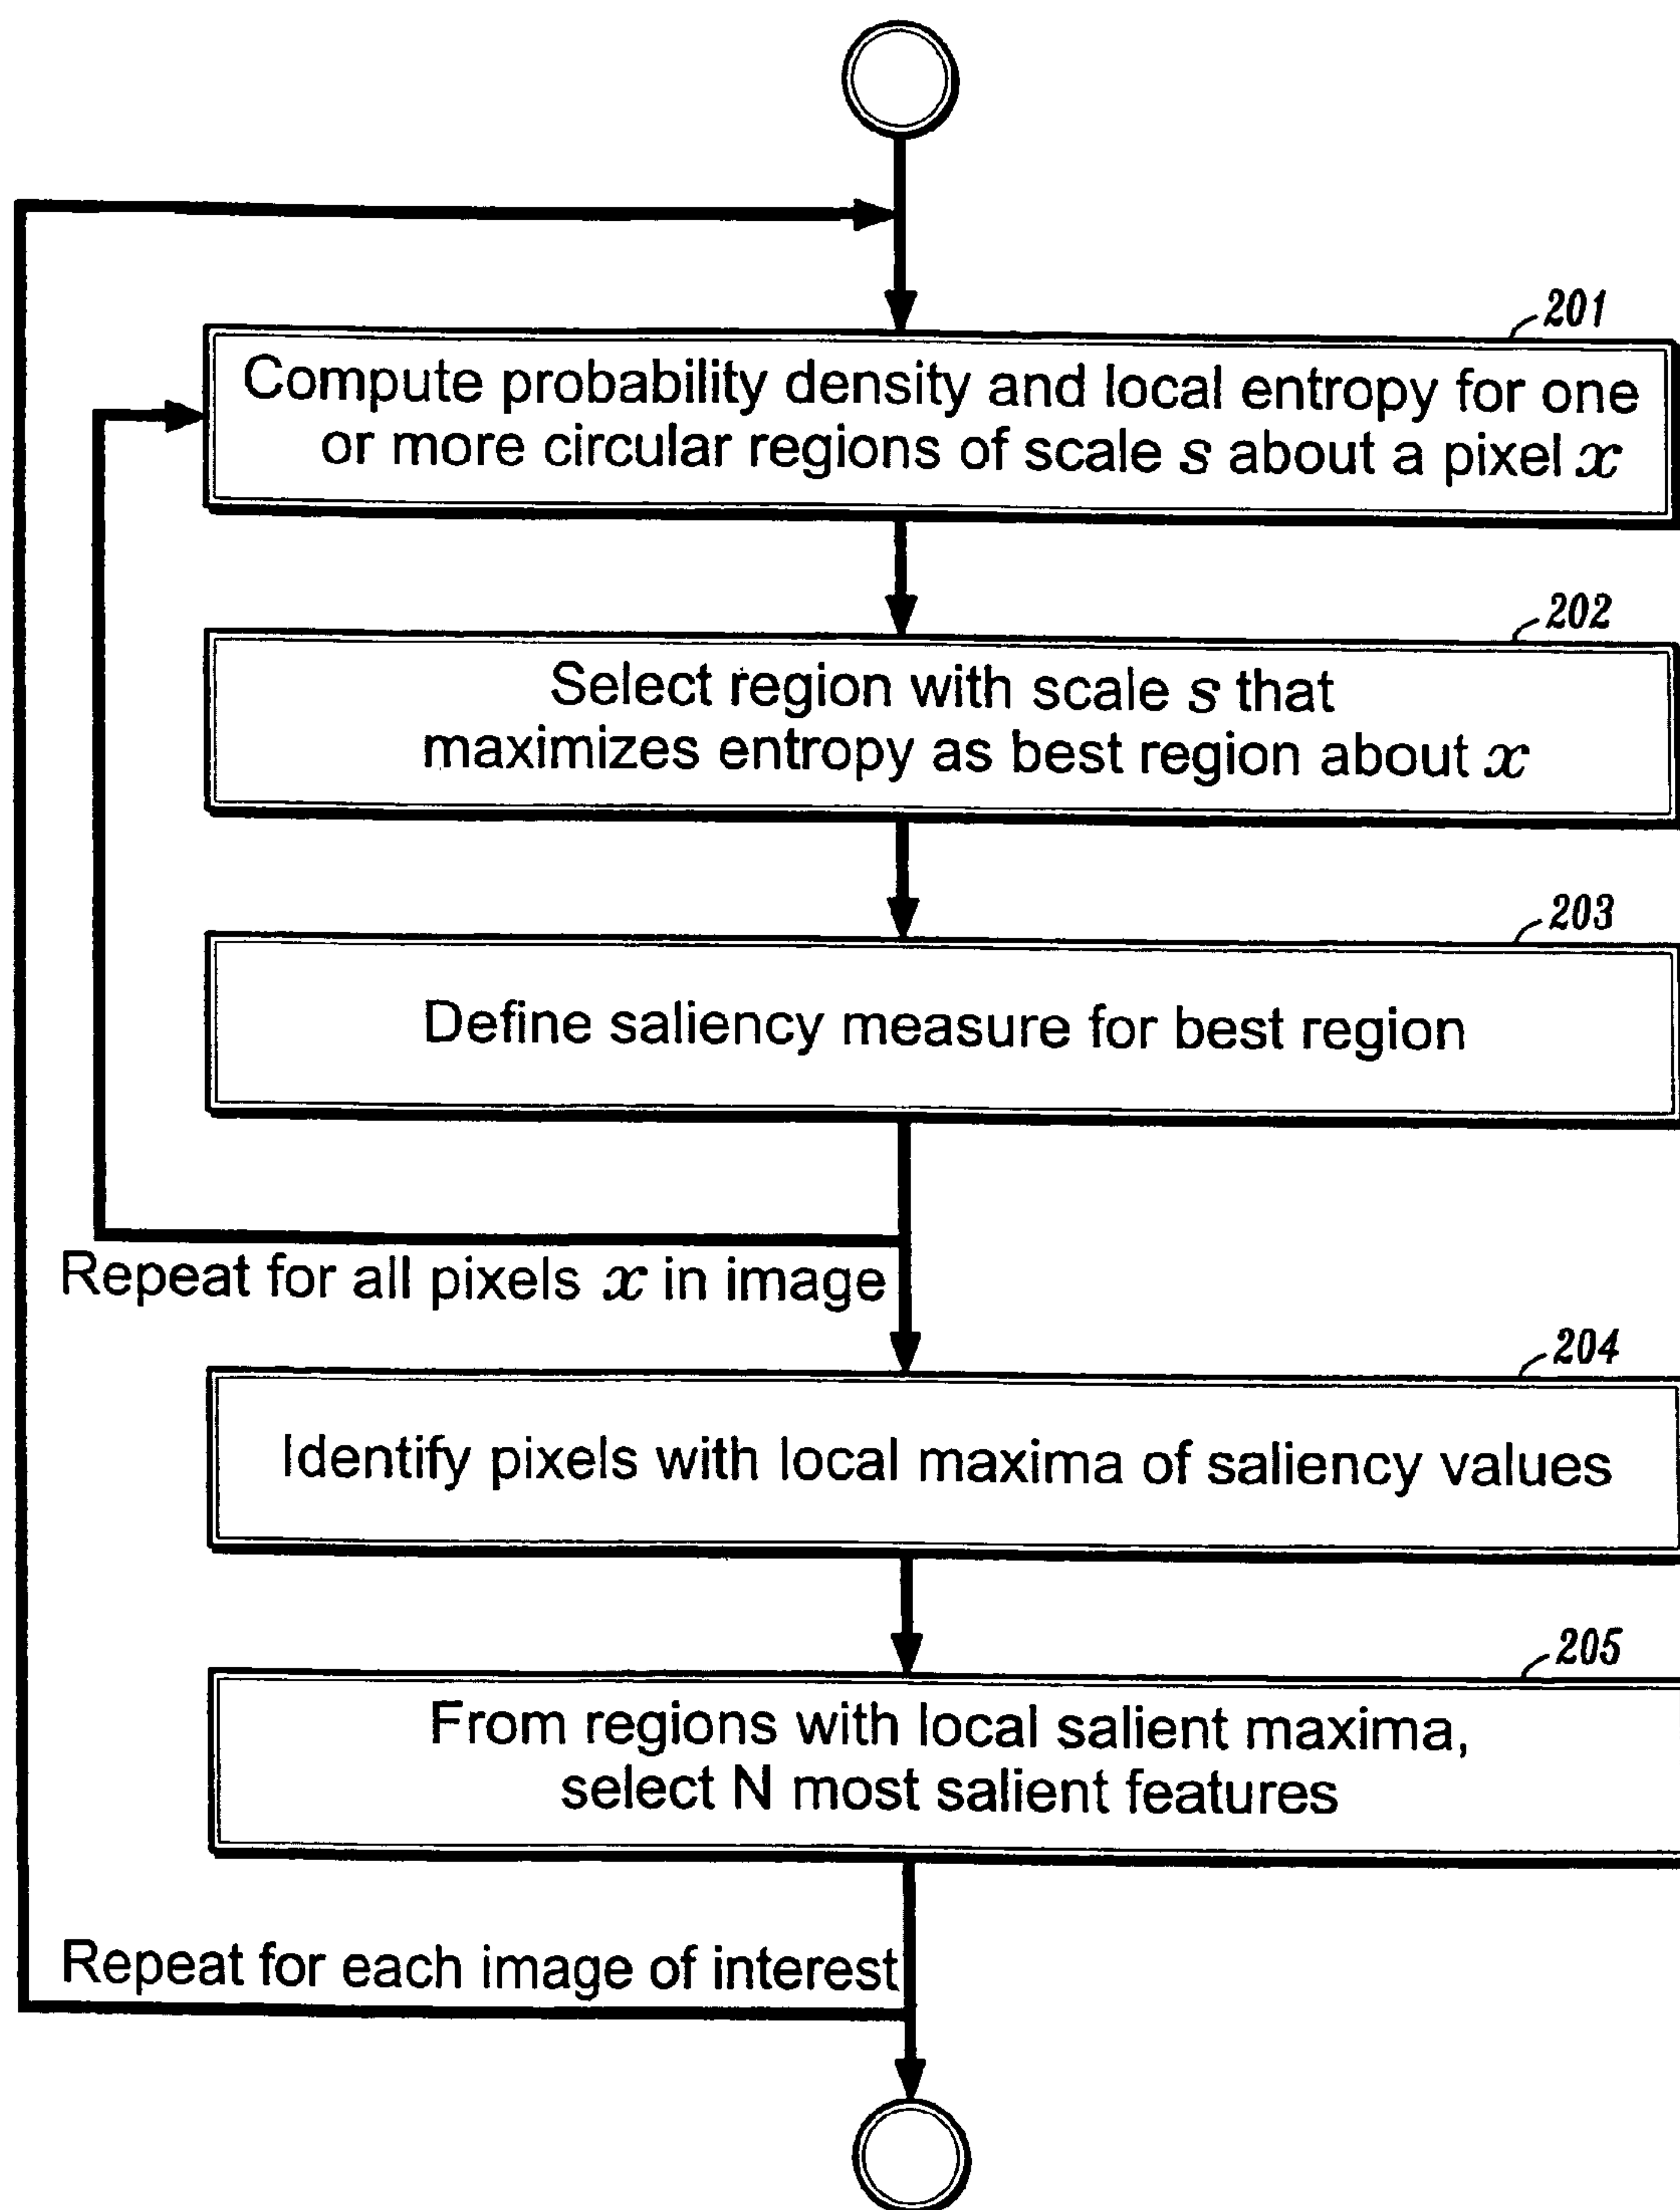 201
Compute probability density and local entropy for one
or more circular regions of scale s about a pixel x
202
Select region with scale s that
maximizes entropy as best region about x
203
Define saliency measure for best region
Repeat for all pixels x in image
204
Identify pixels with local maxima of saliency values
205
From regions with local salient maxima,
select N most salient features
Repeat for each image of interest